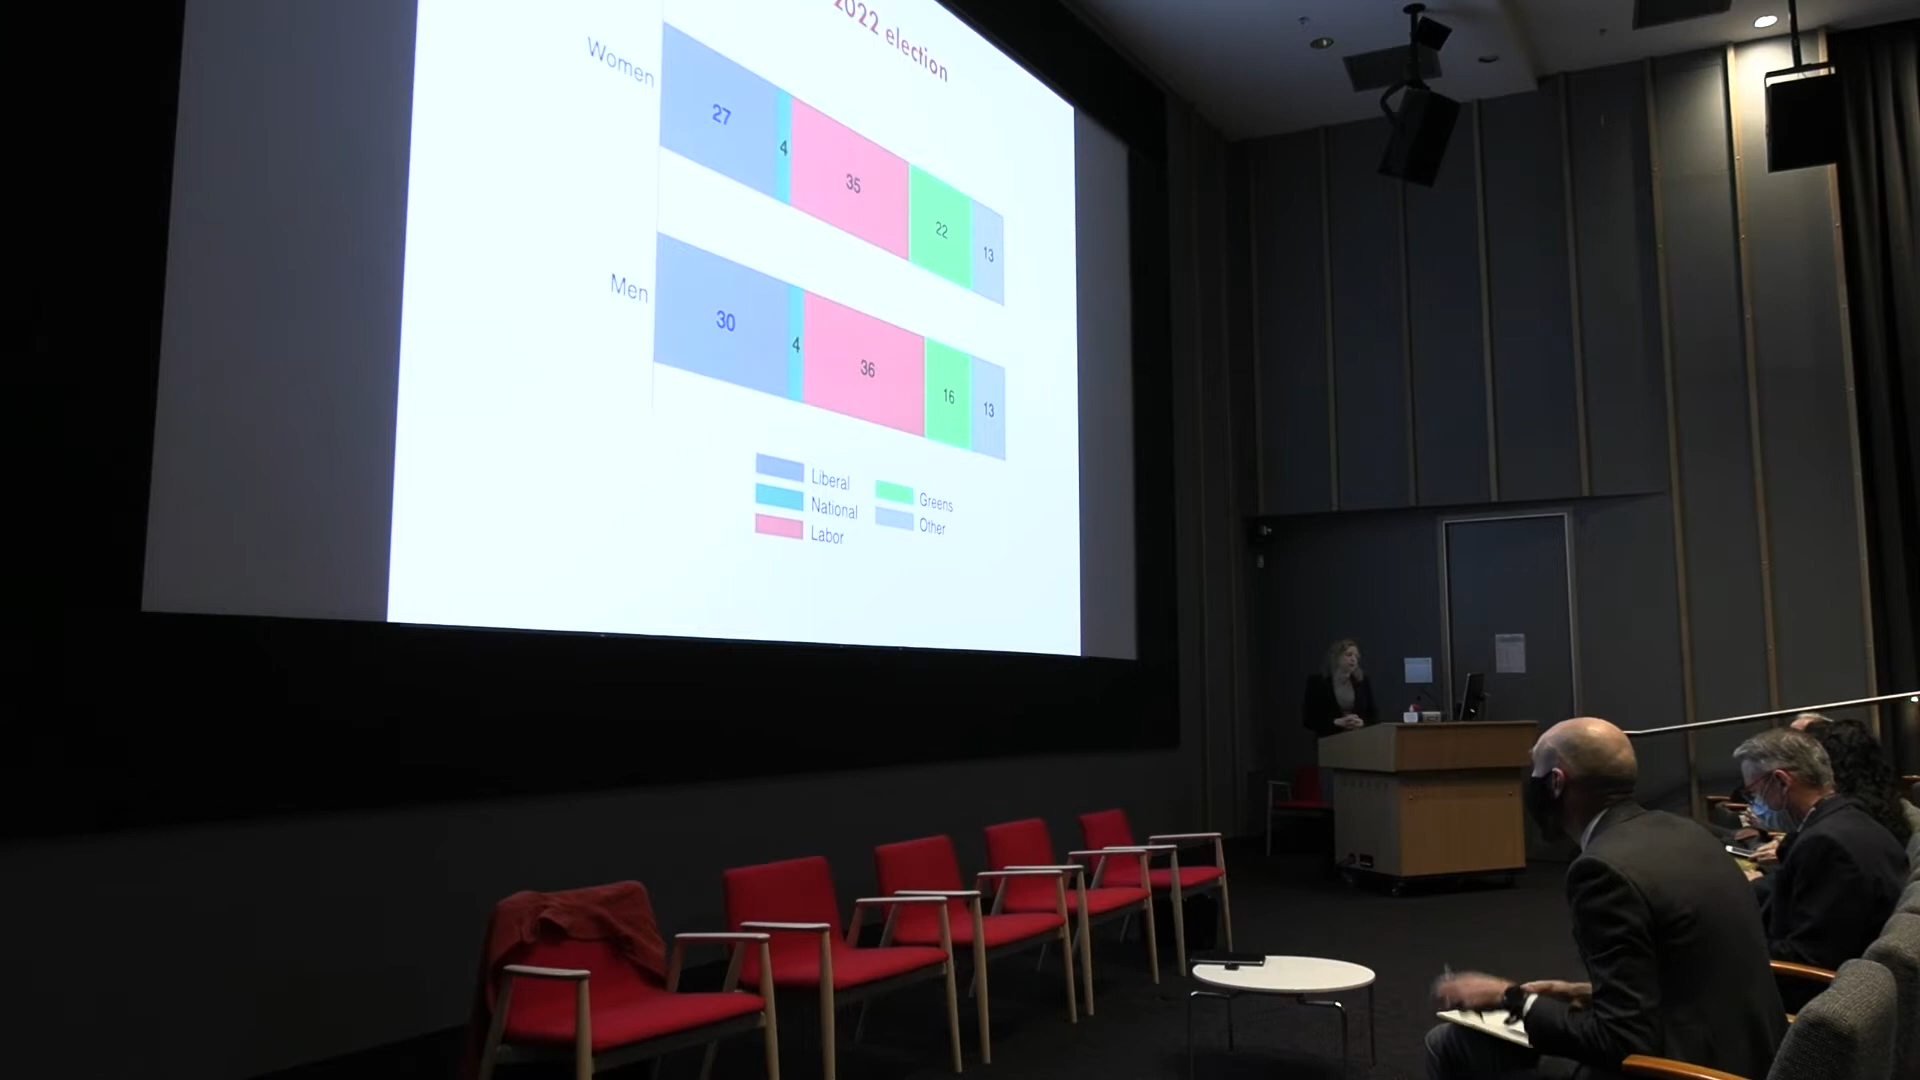 2022 election
Women
27
4
35
22
13
Men
30
4
36
16
13
Liberal
National
Labor
Greens
Other